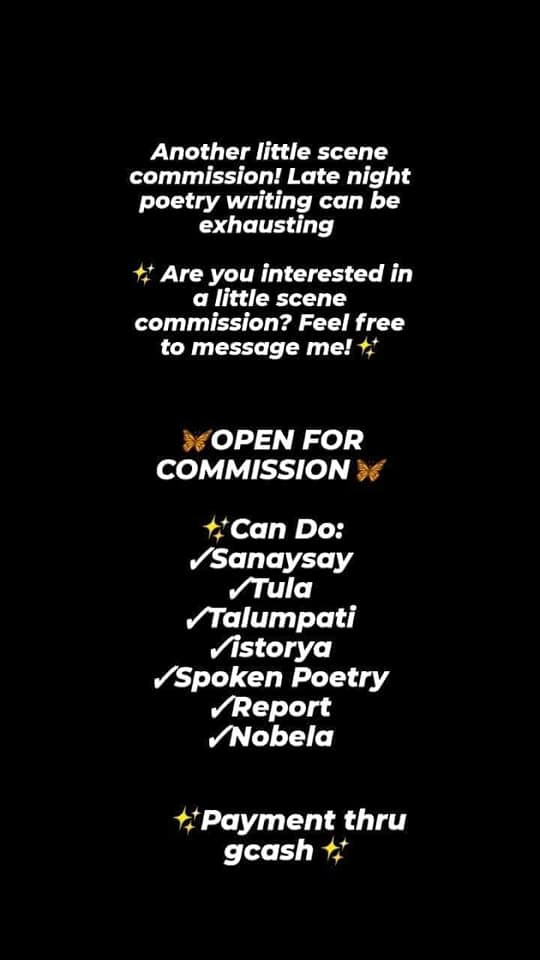 Another little scene
commission! Late night
poetry writing can be
exhausting
✨ Are you interested in
a little scene
commission? Feel free
to message me! ✨
🦋OPEN FOR
COMMISSION 🦋
✨Can Do:
✓Sanaysay
✓Tula
✓Talumpati
✓istorya
✓Spoken Poetry
✓Report
✓Nobela
✨Payment thru
gcash ✨